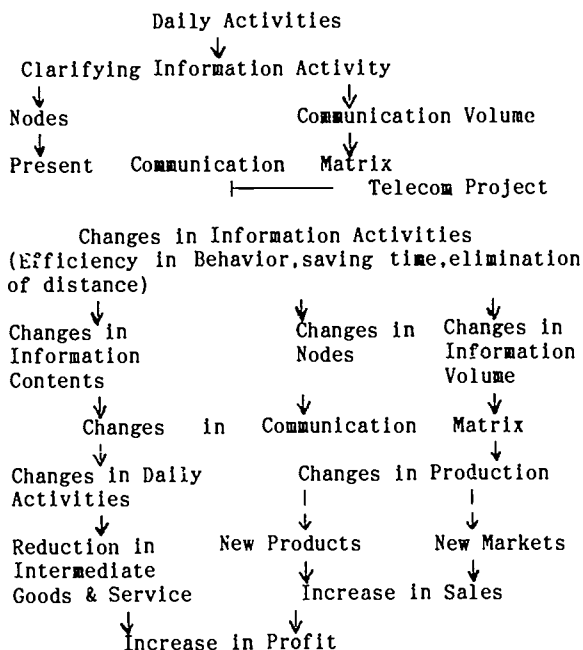 Daily Activities
Clarifying Information Activity
Nodes Communication Volume
Present Communication Matrix
Telecom Project
Changes in Information Activities
(Efficiency in Behavior,saving time,elimination
of distance)
Changes in Changes in Changes in
Information Nodes Information
Contents Volume
Changes in Communication Matrix
Changes in Daily Changes in Production
Activities
Reduction in New Products New Markets
Intermediate
Goods & Service Increase in Sales
Increase in Profit